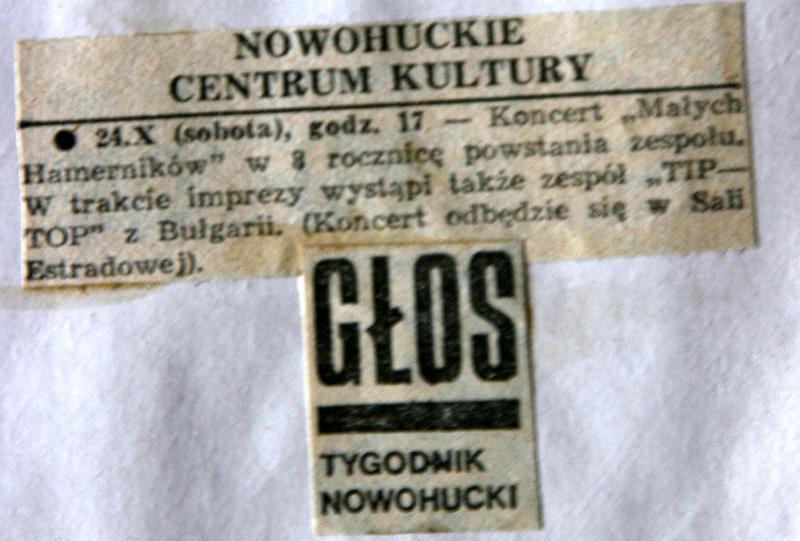 NOWOHUCKIE
CENTRUM KULTURY
● 24.X (sobota), godz. 17 — Koncert „Małych
Hamerników” w 8 rocznicę powstania zespołu.
W trakcie imprezy wystąpi także zespół „TIP—
TOP” z Bułgarii. (Koncert odbędzie się w Sali
Estradowej).
GŁOS
TYGODNIK
NOWOHUCKI